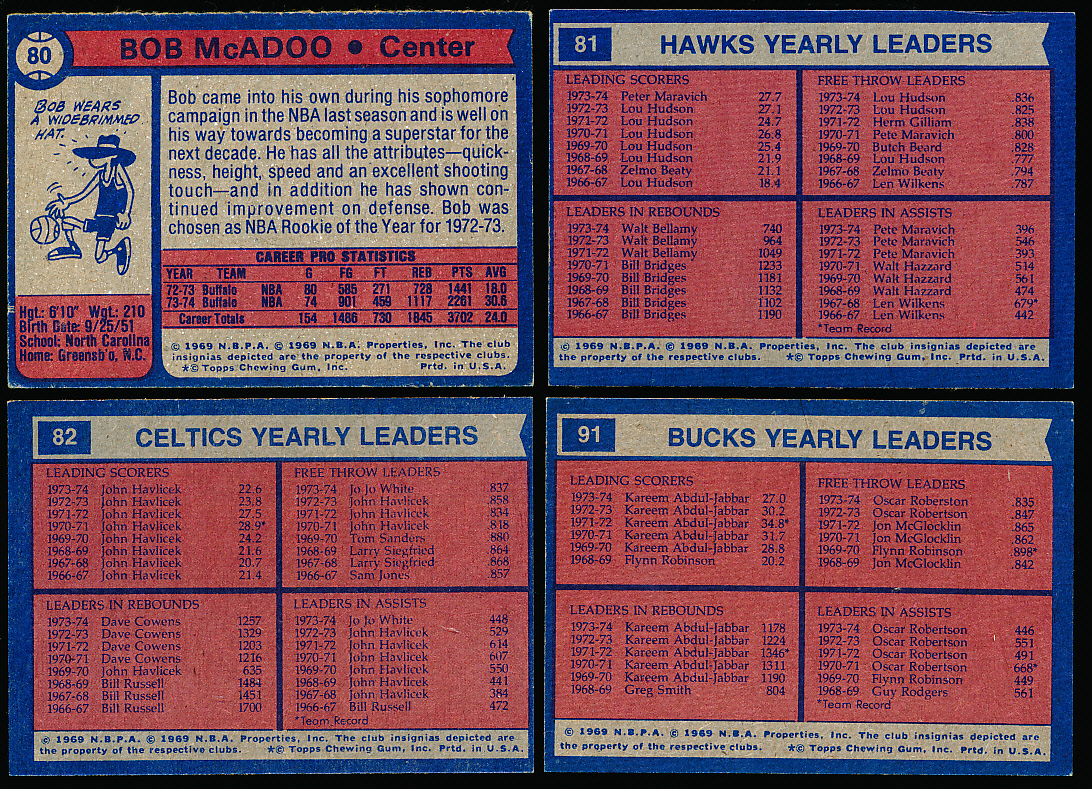 80
BOB McADOO • Center
BOB WEARS
A WIDEBRIMMED
HAT.
Bob came into his own during his sophomore
campaign in the NBA last season and is well on
his way towards becoming a superstar for the
next decade. He has all the attributes—quick-
ness, height, speed and an excellent shooting
touch—and in addition he has shown con-
tinued improvement on defense. Bob was
chosen as NBA Rookie of the Year for 1972-73.
CAREER PRO STATISTICS
YEAR TEAM G FG FT REB PTS AVG
72-73 Buffalo NBA 80 585 271 728 1441 18.0
73-74 Buffalo NBA 74 901 459 1117 2261 30.6
Career Totals 154 1486 730 1845 3702 24.0
Hgt.: 6'10" Wgt.: 210
Birth Date: 9/25/51
School: North Carolina
Home: Greensb'o, N.C.
© 1969 N.B.P.A. © 1969 N.B.A. Properties, Inc. The club
insignias depicted are the property of the respective clubs.
*© Topps Chewing Gum, Inc. Prtd. in U.S.A.
81
HAWKS YEARLY LEADERS
LEADING SCORERS
1973-74 Peter Maravich 27.7
1972-73 Lou Hudson 27.1
1971-72 Lou Hudson 24.7
1970-71 Lou Hudson 26.8
1969-70 Lou Hudson 25.4
1968-69 Lou Hudson 21.9
1967-68 Zelmo Beaty 21.1
1966-67 Lou Hudson 18.4
FREE THROW LEADERS
1973-74 Lou Hudson .836
1972-73 Lou Hudson .825
1971-72 Herm Gilliam .838
1970-71 Pete Maravich .800
1969-70 Butch Beard .828
1968-69 Lou Hudson .777
1967-68 Zelmo Beaty .794
1966-67 Len Wilkens .787
LEADERS IN REBOUNDS
1973-74 Walt Bellamy 740
1972-73 Walt Bellamy 964
1971-72 Walt Bellamy 1049
1970-71 Bill Bridges 1233
1969-70 Bill Bridges 1181
1968-69 Bill Bridges 1132
1967-68 Bill Bridges 1102
1966-67 Bill Bridges 1190
LEADERS IN ASSISTS
1973-74 Pete Maravich 396
1972-73 Pete Maravich 546
1971-72 Pete Maravich 393
1970-71 Walt Hazzard 514
1969-70 Walt Hazzard 361
1968-69 Walt Hazzard 474
1967-68 Len Wilkens 679*
1966-67 Len Wilkens 442
*Team Record
© 1969 N.B.P.A. © 1969 N.B.A. Properties, Inc. The club insignias depicted are
the property of the respective clubs. *© Topps Chewing Gum, Inc. Prtd. in U.S.A.
82
CELTICS YEARLY LEADERS
LEADING SCORERS
1973-74 John Havlicek 22.6
1972-73 John Havlicek 23.8
1971-72 John Havlicek 27.5
1970-71 John Havlicek 28.9*
1969-70 John Havlicek 24.2
1968-69 John Havlicek 21.6
1967-68 John Havlicek 20.7
1966-67 John Havlicek 21.4
FREE THROW LEADERS
1973-74 Jo Jo White .837
1972-73 John Havlicek .858
1971-72 John Havlicek .834
1970-71 John Havlicek .818
1969-70 Tom Sanders .880
1968-69 Larry Siegfried .864
1967-68 Larry Siegfried .868
1966-67 Sam Jones .857
LEADERS IN REBOUNDS
1973-74 Dave Cowens 1257
1972-73 Dave Cowens 1329
1971-72 Dave Cowens 1203
1970-71 Dave Cowens 1216
1969-70 John Havlicek 635
1968-69 Bill Russell 1484
1967-68 Bill Russell 1451
1966-67 Bill Russell 1700
LEADERS IN ASSISTS
1973-74 Jo Jo White 448
1972-73 John Havlicek 529
1971-72 John Havlicek 614
1970-71 John Havlicek 607
1969-70 John Havlicek 550
1968-69 John Havlicek 441
1967-68 John Havlicek 384
1966-67 Bill Russell 472
*Team Record
© 1969 N.B.P.A. © 1969 N.B.A. Properties, Inc. The club insignias depicted are
the property of the respective clubs. *© Topps Chewing Gum, Inc. Prtd. in U.S.A.
91
BUCKS YEARLY LEADERS
LEADING SCORERS
1973-74 Kareem Abdul-Jabbar 27.0
1972-73 Kareem Abdul-Jabbar 30.2
1971-72 Kareem Abdul-Jabbar 34.8*
1970-71 Kareem Abdul-Jabbar 31.7
1969-70 Kareem Abdul-Jabbar 28.8
1968-69 Flynn Robinson 20.2
FREE THROW LEADERS
1973-74 Oscar Roberston .835
1972-73 Oscar Robertson .847
1971-72 Jon McGlocklin .865
1970-71 Jon McGlocklin .862
1969-70 Flynn Robinson .898*
1968-69 Jon McGlocklin .842
LEADERS IN REBOUNDS
1973-74 Kareem Abdul-Jabbar 1178
1972-73 Kareem Abdul-Jabbar 1224
1971-72 Kareem Abdul-Jabbar 1346*
1970-71 Kareem Abdul-Jabbar 1311
1969-70 Kareem Abdul-Jabbar 1190
1968-69 Greg Smith 804
LEADERS IN ASSISTS
1973-74 Oscar Robertson 446
1972-73 Oscar Robertson 551
1971-72 Oscar Robertson 491
1970-71 Oscar Robertson 668*
1969-70 Flynn Robinson 449
1968-69 Guy Rodgers 561
*Team Record
© 1969 N.B.P.A. © 1969 N.B.A. Properties, Inc. The club insignias depicted are
the property of the respective clubs. *© Topps Chewing Gum, Inc. Prtd. in U.S.A.